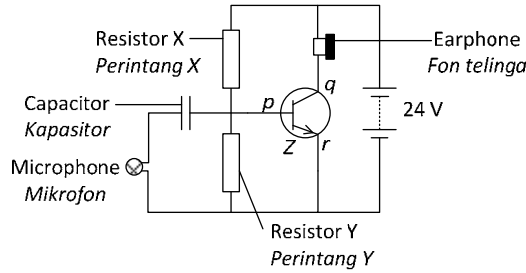 Resistor X
Perintang X
Earphone
Fon telinga
Capacitor
Kapasitor
p
q
Z
r
24 V
Microphone
Mikrofon
Resistor Y
Perintang Y